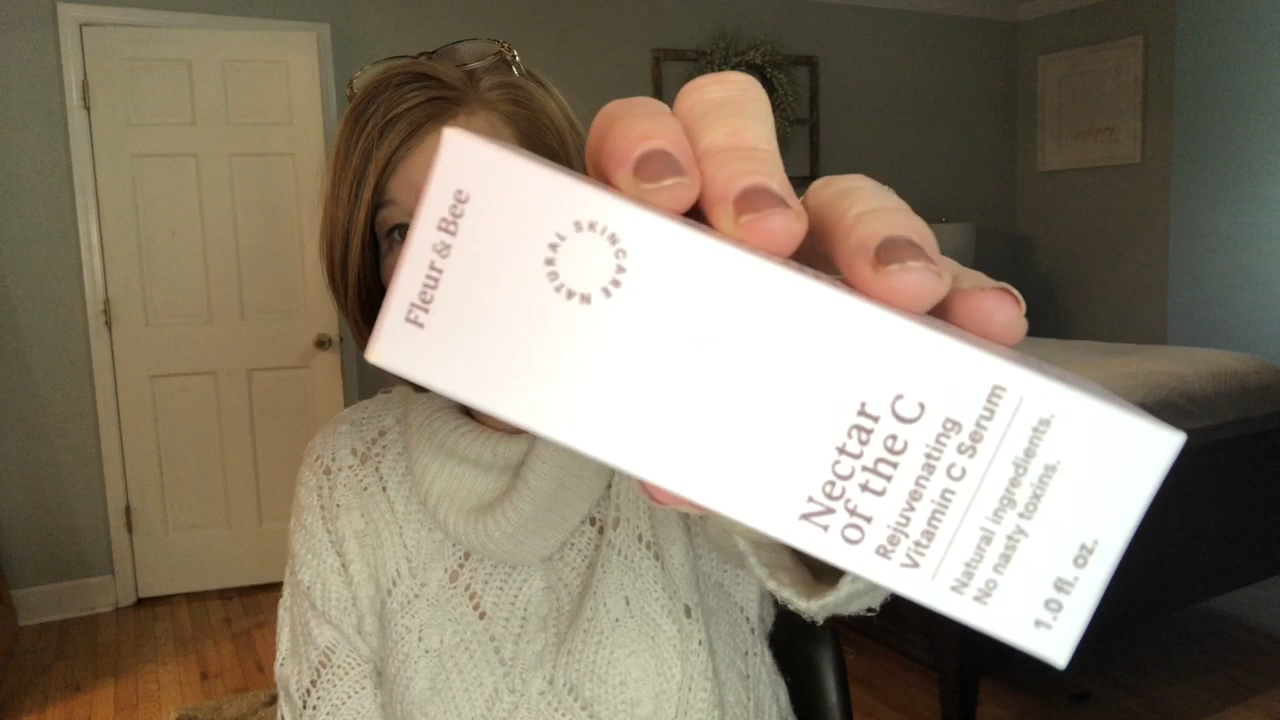 Fleur & Bee
NATURAL SKINCARE
Nectar
of the C
Rejuvenating
Vitamin C Serum
Natural ingredients.
No nasty toxins.
1.0 fl. oz.